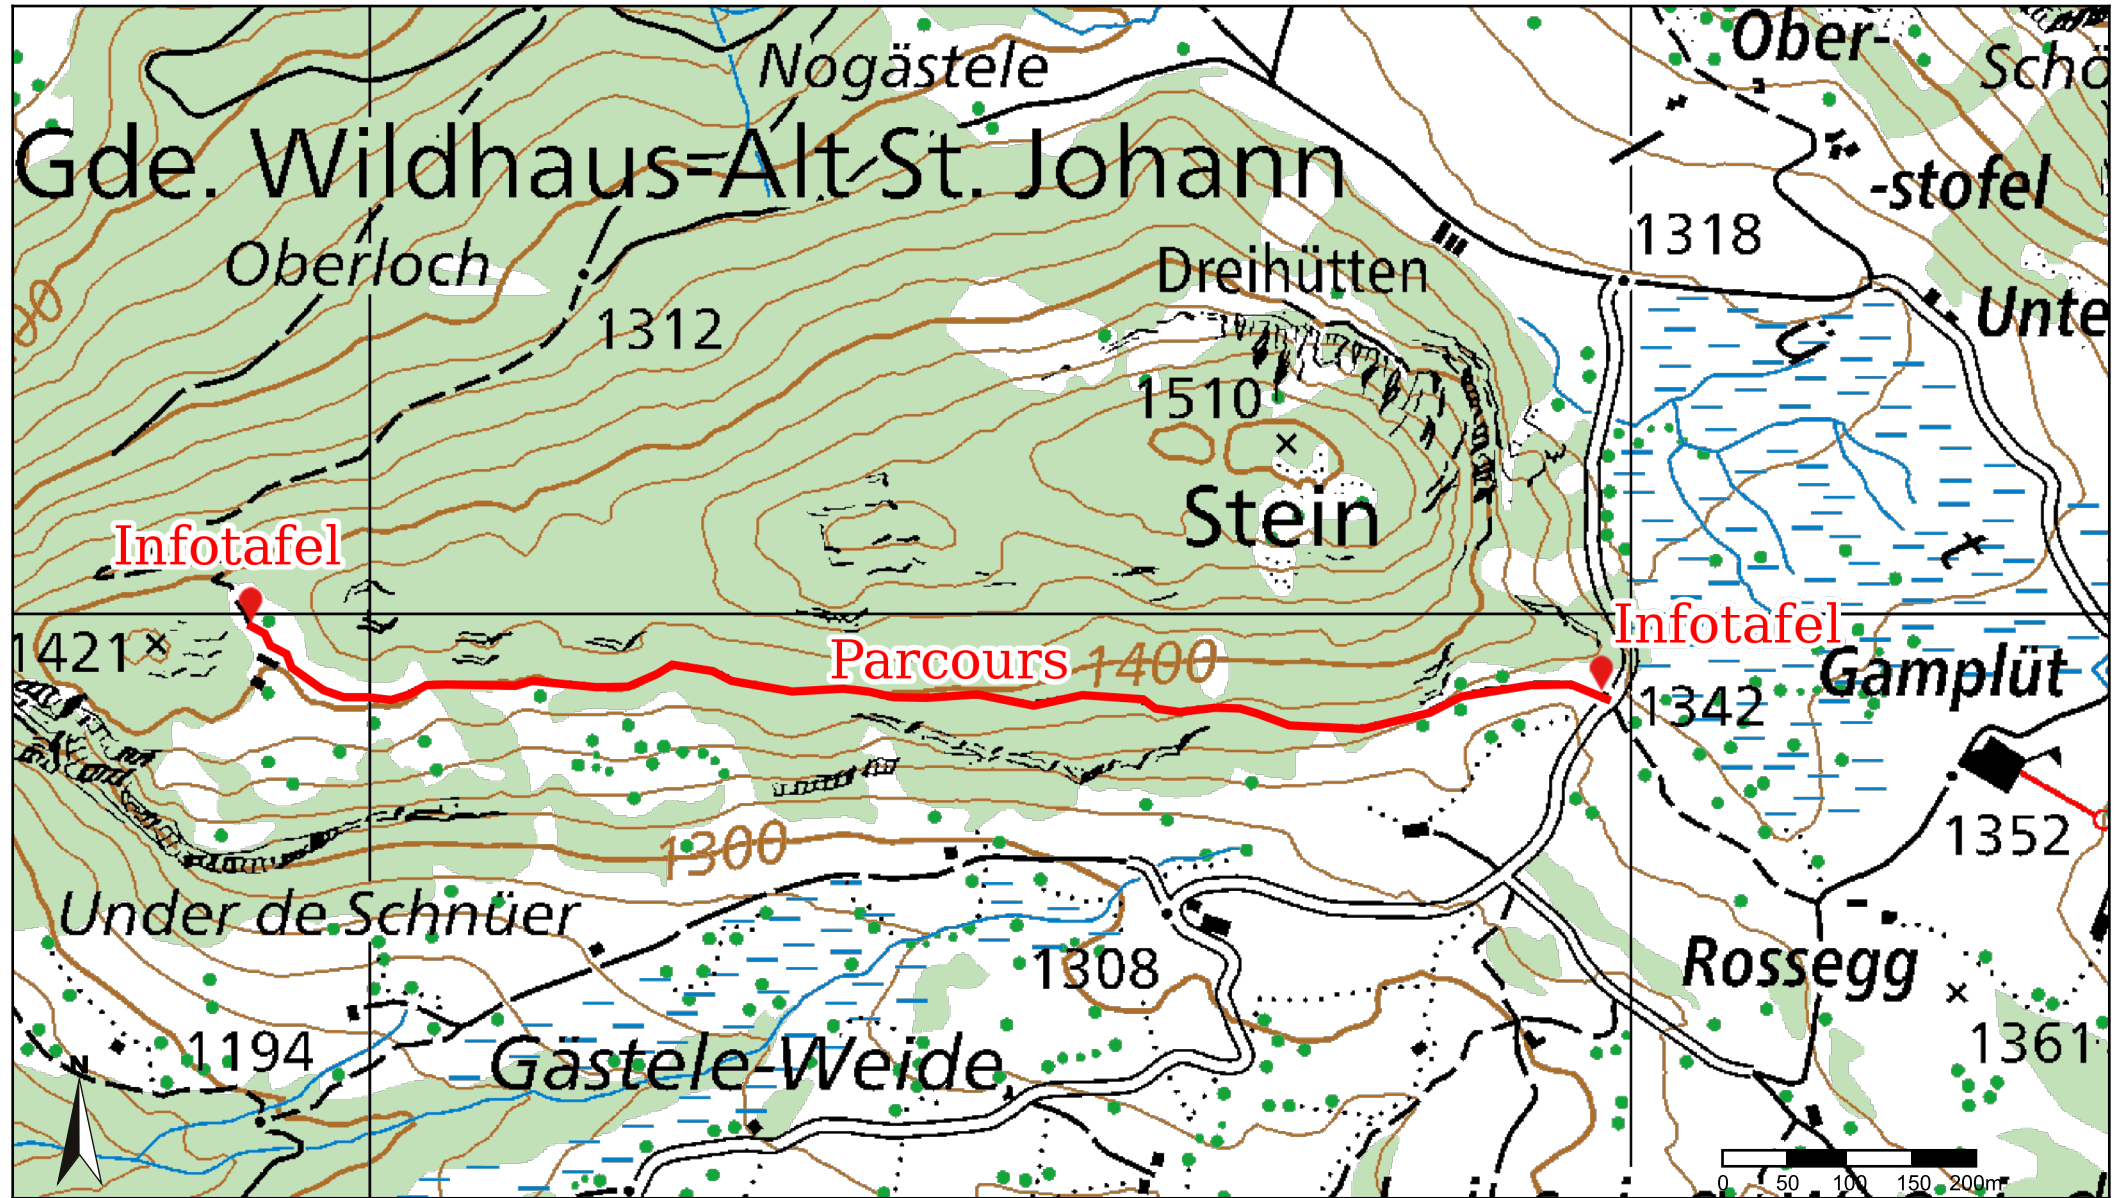 Ober-
Nogästele
Schö
Gde. Wildhaus-Alt St. Johann
-stofel
1318
Oberloch
Dreihütten
Unte
00
1312
1510
Stein
Infotafel
Infotafel
1421
Parcours
1400
Gamplüt
1342
1352
1300
Under de Schnüer
Rossegg
1308
1361
1194
Gästele-Weide
N
0 50 100 150 200m